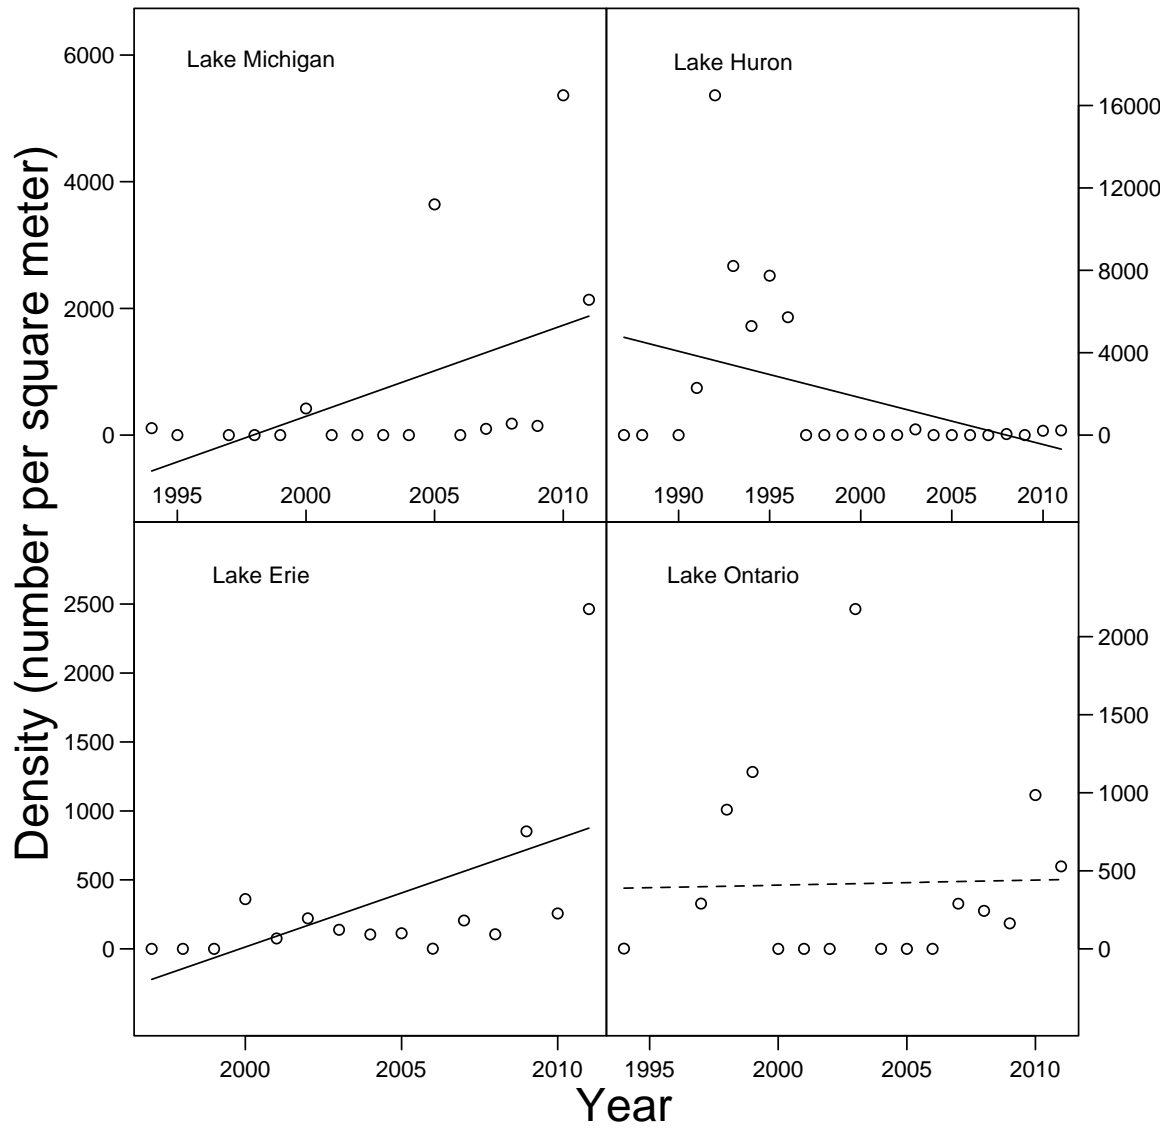 Density (number per square meter)
Lake Michigan
6000
4000
2000
0
1995 2000 2005 2010
Lake Huron
16000
12000
8000
4000
0
1990 1995 2000 2005 2010
Lake Erie
2500
2000
1500
1000
500
0
2000 2005 2010
Lake Ontario
2000
1500
1000
500
0
1995 2000 2005 2010
Year